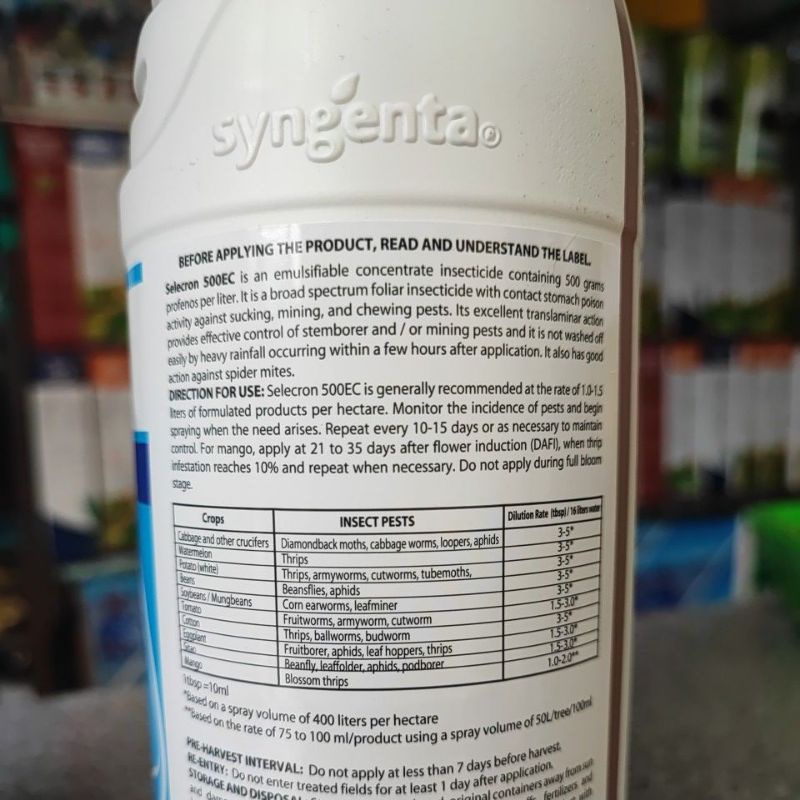 syngenta®
BEFORE APPLYING THE PRODUCT, READ AND UNDERSTAND THE LABEL.
Selecron 500EC is an emulsifiable concentrate insecticide containing 500 grams
profenos per liter. It is a broad spectrum foliar insecticide with contact stomach poison
activity against sucking, mining, and chewing pests. Its excellent translaminar action
provides effective control of stemborer and / or mining pests and it is not washed off
easily by heavy rainfall occurring within a few hours after application. It also has good
action against spider mites.
DIRECTION FOR USE: Selecron 500EC is generally recommended at the rate of 1.0-1.5
liters of formulated products per hectare. Monitor the incidence of pests and begin
spraying when the need arises. Repeat every 10-15 days or as necessary to maintain
control. For mango, apply at 21 to 35 days after flower induction (DAFI), when thrip
infestation reaches 10% and repeat when necessary. Do not apply during full bloom
stage.
Crops INSECT PESTS Dilution Rate (tbsp) / 16 liters water
Cabbage and other crucifers Diamondback moths, cabbage worms, loopers, aphids 3-5*
Watermelon Thrips 3-5*
Potato (white) Thrips, armyworms, cutworms, tubemoths, 3-5*
Beans Beansflies, aphids 3-5*
Soybeans / Mungbeans Corn earworms, leafminer 3-5*
Tomato Fruitworms, armyworm, cutworm 1.5-3.0*
Cotton Thrips, ballworms, budworm 3-5*
Eggplant Fruitborer, aphids, leaf hoppers, thrips 1.5-3.0*
Sitao Beanfly, leaffolder, aphids, podborer 1.5-3.0*
Mango Blossom thrips 1.0-2.0**
1tbsp =10ml
*Based on a spray volume of 400 liters per hectare
**Based on the rate of 75 to 100 ml/product using a spray volume of 50L/tree/100ml
PRE-HARVEST INTERVAL: Do not apply at less than 7 days before harvest.
RE-ENTRY: Do not enter treated fields for at least 1 day after application.
STORAGE AND DISPOSAL: original containers away from sun
and fertilizers and
with